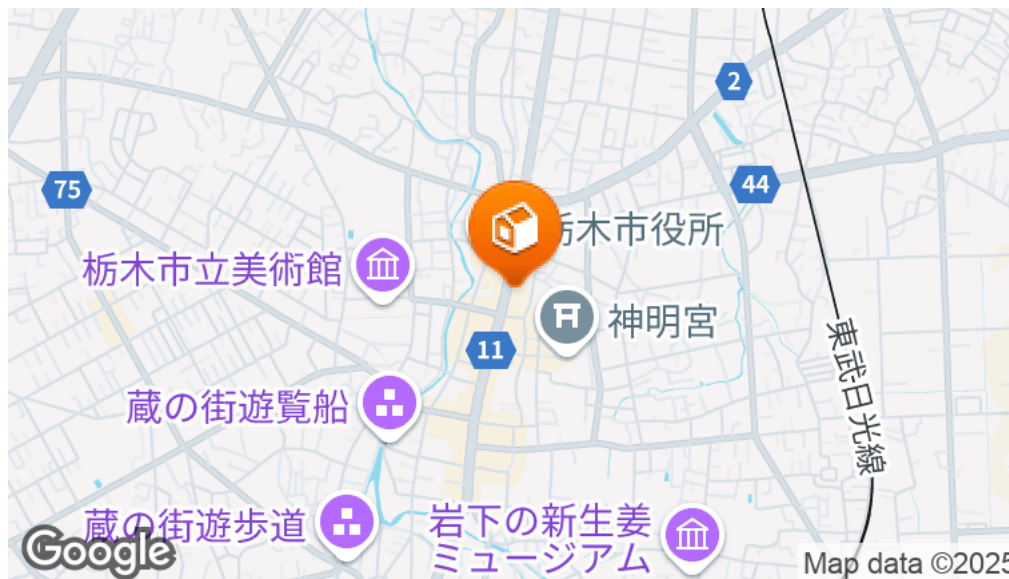 2
75
44
栃木市役所
栃木市立美術館
神明宮
11
東武日光線
蔵の街遊覧船
蔵の街遊歩道
岩下の新生姜
ミュージアム
Google
Map data ©2025